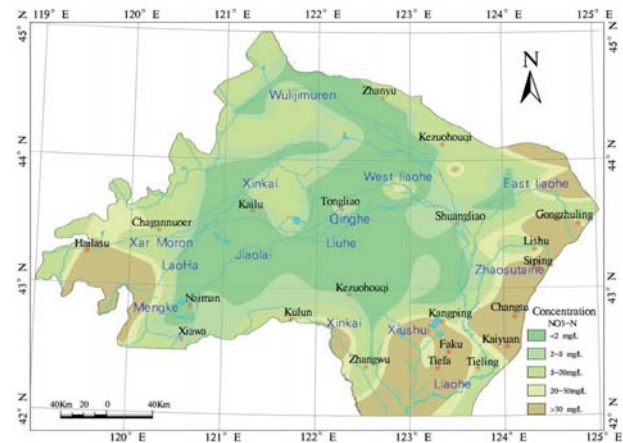 119° E 120° E 121° E 122° E 123° E 124° E 125° E
45° N
45° N
N
Wulijimuren
Zhanyu
Kezuohouqi
44° N
44° N
Xinkai
West liaohe
East liaohe
Kailu
Tongliao
Qinghe
Shuangliao
Gongzhuling
Chagannuoer
Hailasu
Xar Moron
Liuhe
Lishu
Siping
LaoHa
Jiaolai
Zhaosutaihe
43° N
43° N
Kezuohouqi
Naiman
Mengke
Kulun
Xinkai
Xiushui
Kangping
Changtu
Xiawa
Faku
Kaiyuan
Zhangwu
Tiefa
Tieling
Liaohe
Concentration
NO3-N
<2 mg/L
2-5 mg/L
5-20mg/L
20-30mg/L
>30 mg/L
40Km 20 0 40Km
42° N
42° N
120° E 121° E 122° E 123° E 124° E 125° E